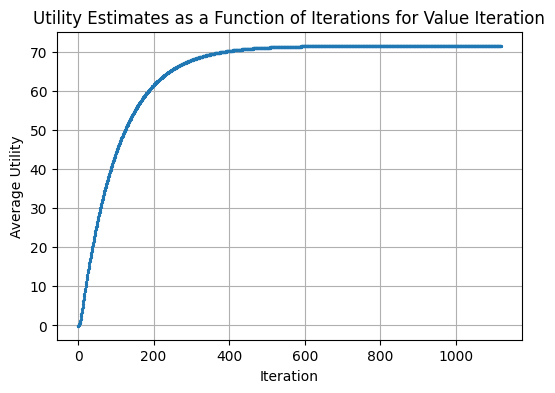 Utility Estimates as a Function of Iterations for Value Iteration
70
60
50
40
30
20
10
0
Average Utility
0 200 400 600 800 1000
Iteration